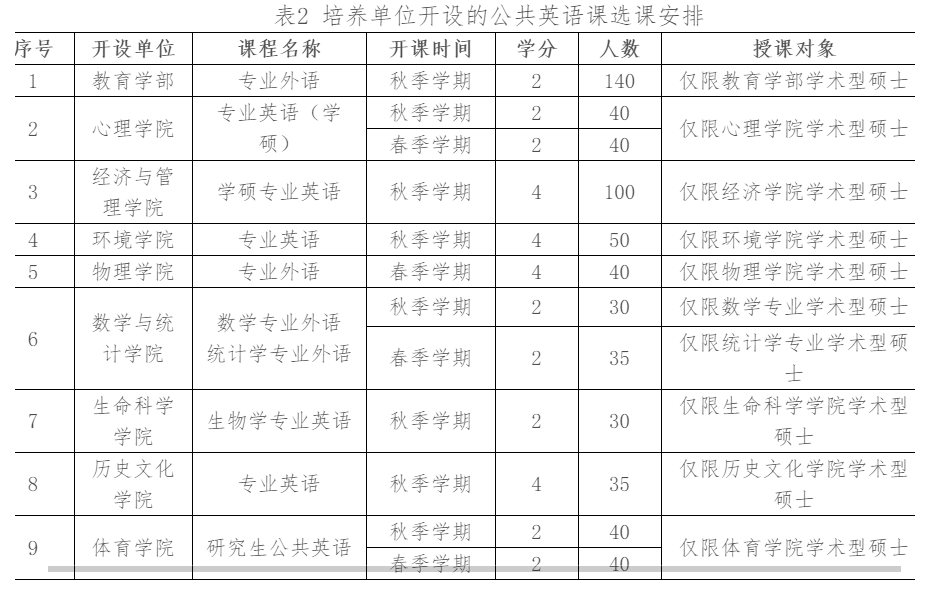 表2 培养单位开设的公共英语课选课安排
序号 开设单位 课程名称 开课时间 学分 人数 授课对象
1 教育学部 专业外语 秋季学期 2 140 仅限教育学部学术型硕士
2 心理学院 专业英语（学硕） 秋季学期 2 40 仅限心理学院学术型硕士
春季学期 2 40
3 经济与管理学院 学硕专业英语 秋季学期 4 100 仅限经济学院学术型硕士
4 环境学院 专业英语 秋季学期 4 50 仅限环境学院学术型硕士
5 物理学院 专业外语 春季学期 4 40 仅限物理学院学术型硕士
6 数学与统计学院 数学专业外语 秋季学期 2 30 仅限数学专业学术型硕士
统计学专业外语 春季学期 2 35 仅限统计学专业学术型硕士
7 生命科学学院 生物学专业英语 秋季学期 2 30 仅限生命科学学院学术型硕士
8 历史文化学院 专业英语 秋季学期 4 35 仅限历史文化学院学术型硕士
9 体育学院 研究生公共英语 秋季学期 2 40 仅限体育学院学术型硕士
春季学期 2 40